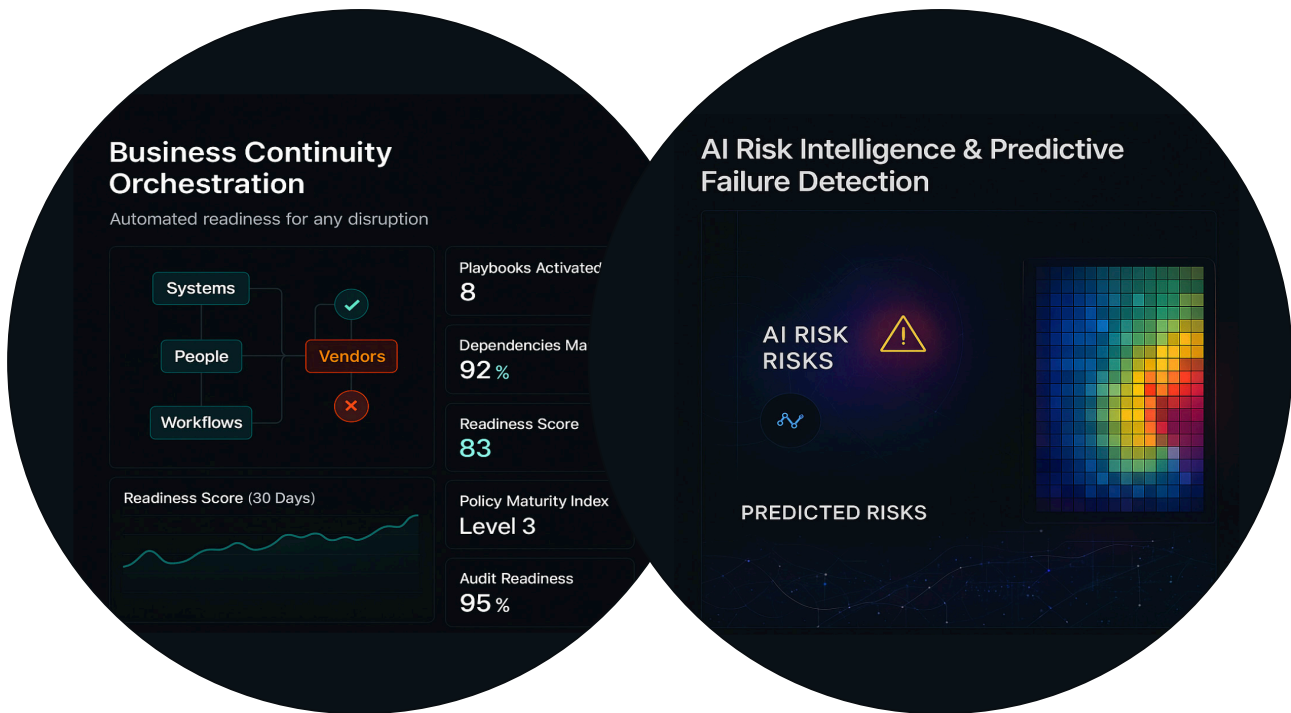 Business Continuity
Orchestration
Automated readiness for any disruption
Systems
People
Workflows
Vendors
Playbooks Activated
8
Dependencies Ma
92 %
Readiness Score
83
Policy Maturity Index
Level 3
Audit Readiness
95 %
Readiness Score (30 Days)
AI Risk Intelligence & Predictive
Failure Detection
AI RISK
RISKS
PREDICTED RISKS